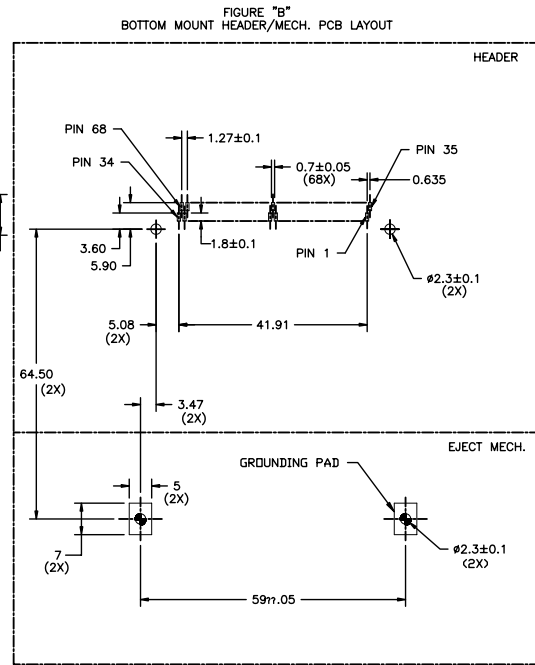 FIGURE "B"
BOTTOM MOUNT HEADER/MECH. PCB LAYOUT
HEADER
PIN 68
1.27±0.1
PIN 34
0.7±0.05
(68X)
PIN 35
0.635
3.60
5.90
1.8±0.1
PIN 1
ø2.3±0.1
(2X)
5.08
(2X)
41.91
64.50
(2X)
3.47
(2X)
EJECT MECH.
GROUNDING PAD
5
(2X)
7
(2X)
ø2.3±0.1
(2X)
59??.05